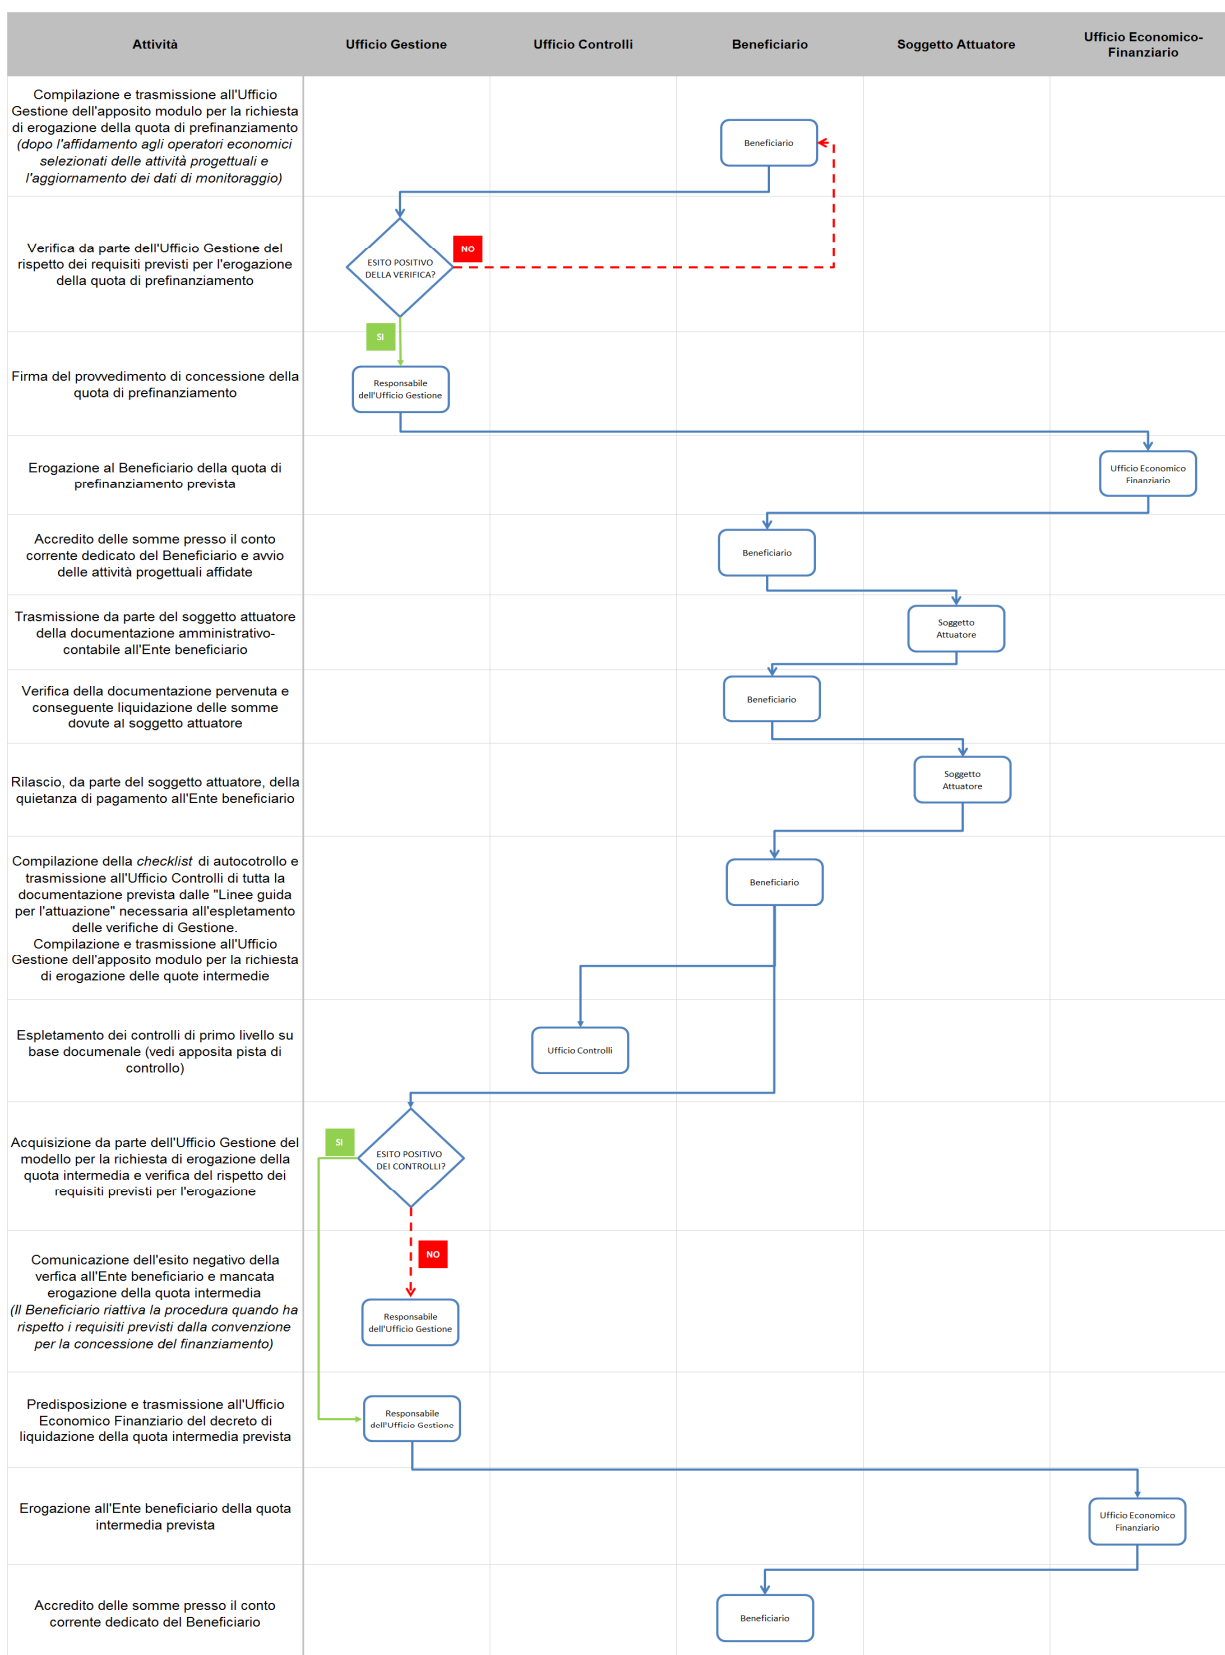 Attività
Ufficio Gestione
Ufficio Controlli
Beneficiario
Soggetto Attuatore
Ufficio Economico-
Finanziario
Compilazione e trasmissione all'Ufficio
Gestione dell'apposito modulo per la richiesta
di erogazione della quota di prefinanziamento
(dopo l'affidamento agli operatori economici
selezionati delle attività progettuali e
l'aggiornamento dei dati di monitoraggio)
Beneficiario
Verifica da parte dell'Ufficio Gestione del
rispetto dei requisiti previsti per l'erogazione
della quota di prefinanziamento
ESITO POSITIVO
DELLA VERIFICA?
NO
SI
Firma del provvedimento di concessione della
quota di prefinanziamento
Responsabile
dell'Ufficio Gestione
Erogazione al Beneficiario della quota di
prefinanziamento prevista
Ufficio Economico
Finanziario
Accredito delle somme presso il conto
corrente dedicato del Beneficiario e avvio
delle attività progettuali affidate
Beneficiario
Trasmissione da parte del soggetto attuatore
della documentazione amministrativo-
contabile all'Ente beneficiario
Soggetto
Attuatore
Verifica della documentazione pervenuta e
conseguente liquidazione delle somme
dovute al soggetto attuatore
Beneficiario
Rilascio, da parte del soggetto attuatore, della
quietanza di pagamento all'Ente beneficiario
Soggetto
Attuatore
Compilazione della checklist di autocotrollo e
trasmissione all'Ufficio Controlli di tutta la
documentazione prevista dalle "Linee guida
per l'attuazione" necessaria all'espletamento
delle verifiche di Gestione.
Compilazione e trasmissione all'Ufficio
Gestione dell'apposito modulo per la richiesta
di erogazione delle quote intermedie
Beneficiario
Espletamento dei controlli di primo livello su
base documenale (vedi apposita pista di
controllo)
Ufficio Controlli
Acquisizione da parte dell'Ufficio Gestione del
modello per la richiesta di erogazione della
quota intermedia e verifica del rispetto dei
requisiti previsti per l'erogazione
SI
ESITO POSITIVO
DEI CONTROLLI?
NO
Comunicazione dell'esito negativo della
verfica all'Ente beneficiario e mancata
erogazione della quota intermedia
(Il Beneficiario riattiva la procedura quando ha
rispetto i requisiti previsti dalla convenzione
per la concessione del finanziamento)
Responsabile
dell'Ufficio Gestione
Predisposizione e trasmissione all'Ufficio
Economico Finanziario del decreto di
liquidazione della quota intermedia prevista
Responsabile
dell'Ufficio Gestione
Erogazione all'Ente beneficiario della quota
intermedia prevista
Ufficio Economico
Finanziario
Accredito delle somme presso il conto
corrente dedicato del Beneficiario
Beneficiario